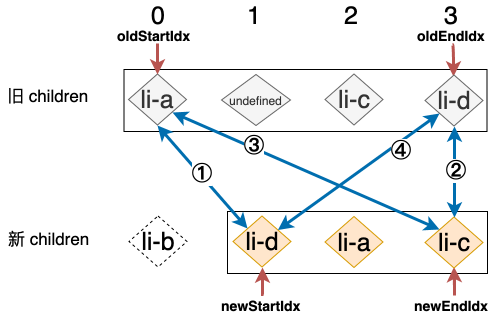 0 1 2 3
oldStartIdx oldEndIdx
旧 children li-a undefined li-c li-d
① ③ ④ ②
新 children li-b li-d li-a li-c
newStartIdx newEndIdx